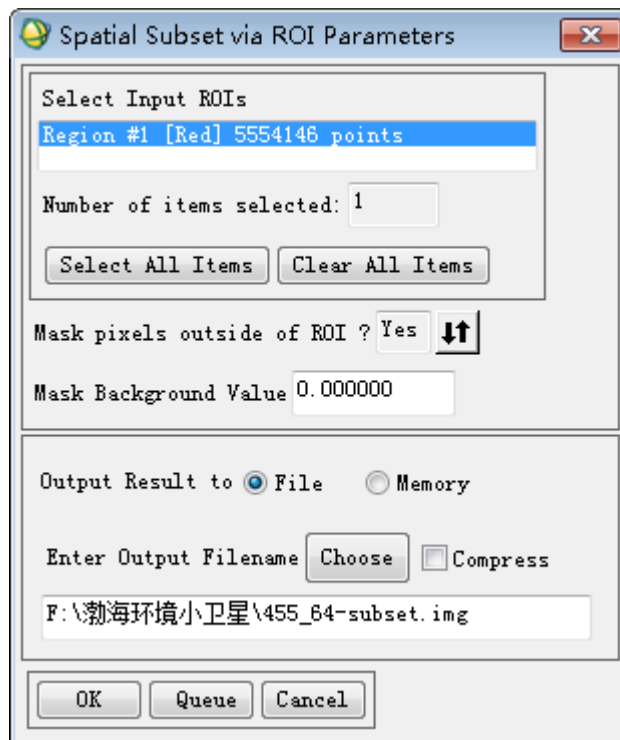 Spatial Subset via ROI Parameters
Select Input ROIs
Region #1 [Red] 5554146 points
Number of items selected: 1
Select All Items Clear All Items
Mask pixels outside of ROI ? Yes
Mask Background Value 0.000000
Output Result to File Memory
Enter Output Filename Choose Compress
F:\渤海环境小卫星\455_64-subset.img
OK Queue Cancel